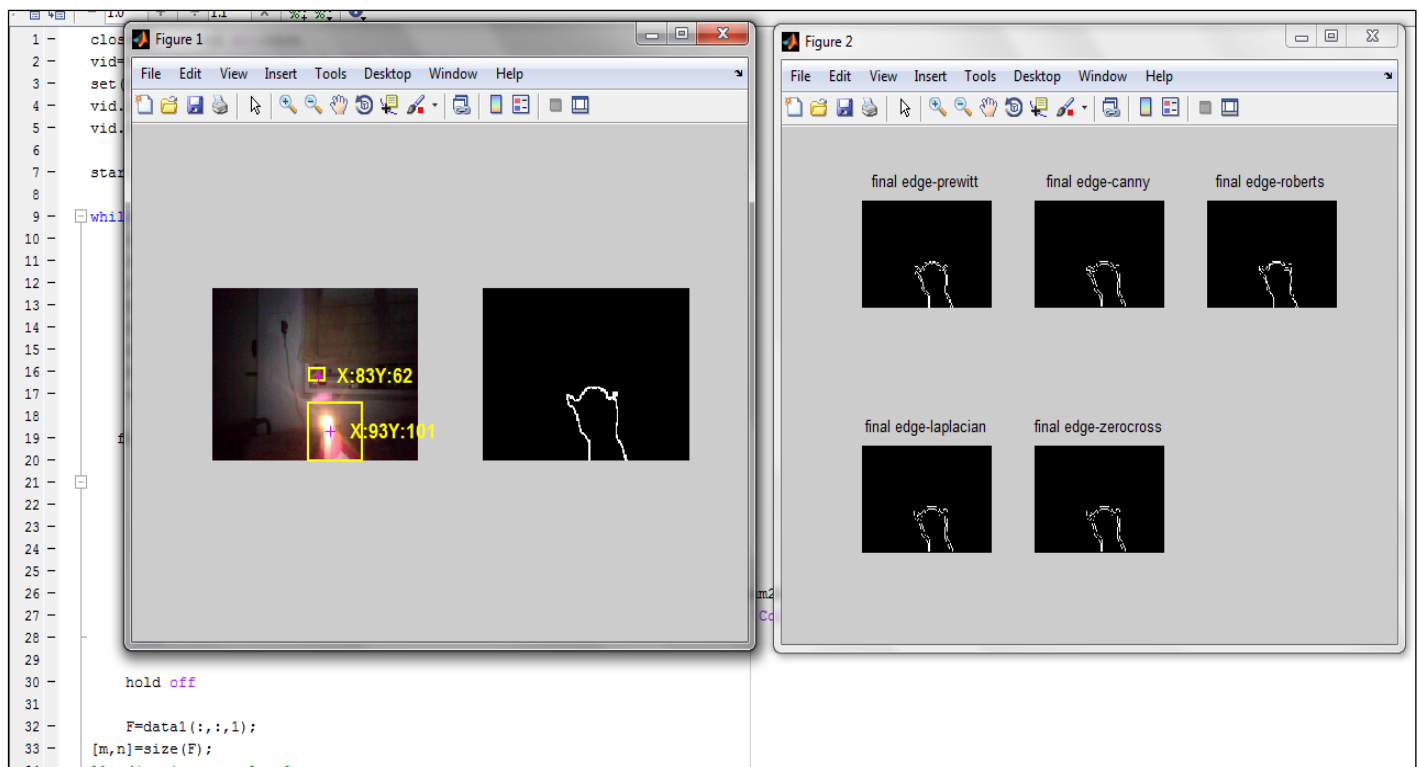 1.0 + ÷ 1.1 ×
1 – clos
2 – vid=
3 – set(
4 – vid.
5 – vid.
6
7 – star
8
9 – whil
10 –
11 –
12 –
13 –
14 –
15 –
16 –
17 –
18
19 – f
20 –
21 –
22 –
23 –
24 –
25 –
26 –
27 –
28 –
29
30 – hold off
31
32 – F=data1(:,:,1);
33 – [m,n]=size(F);
Figure 1
File Edit View Insert Tools Desktop Window Help
X:83Y:62
X:93Y:101
Figure 2
File Edit View Insert Tools Desktop Window Help
final edge-prewitt
final edge-canny
final edge-roberts
final edge-laplacian
final edge-zerocross
m2
Co